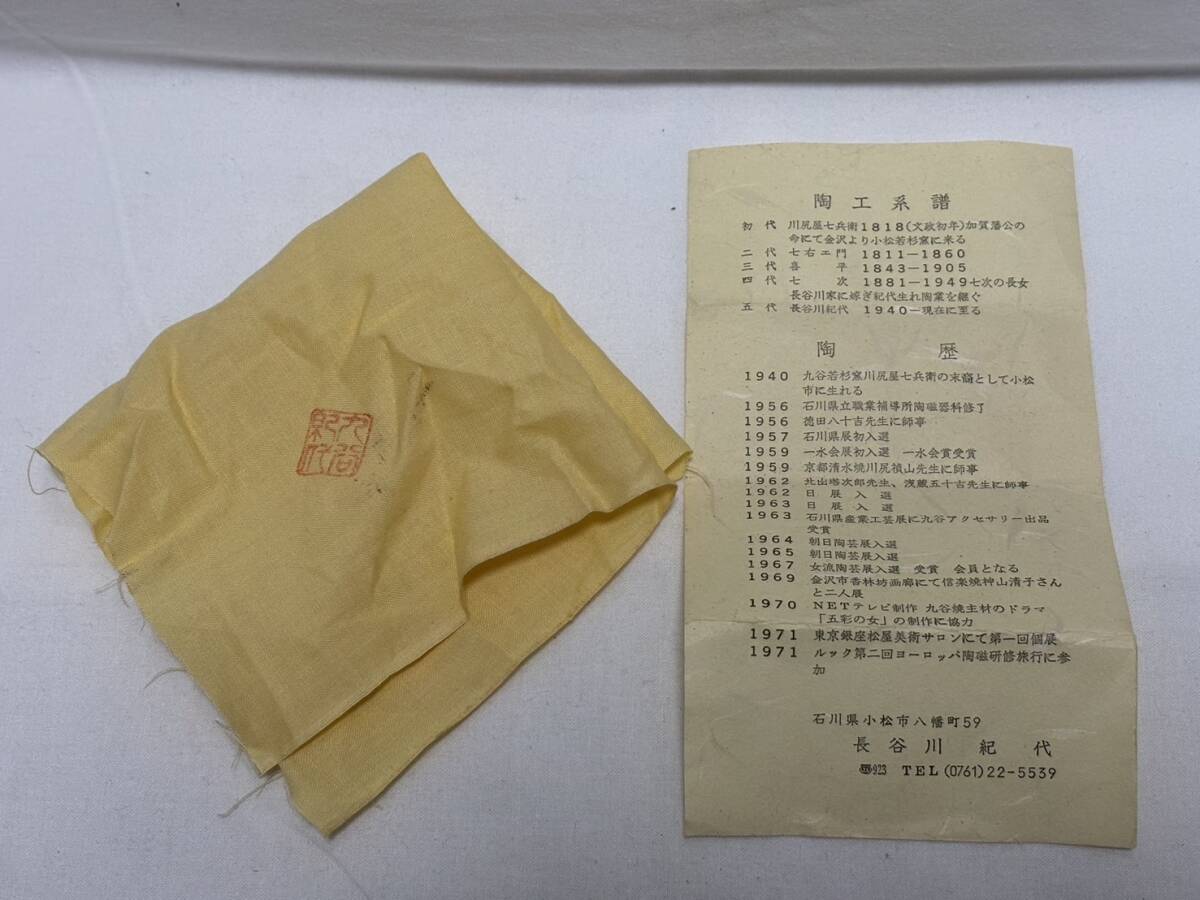 九谷
紀代
陶工系譜
初代 川尻屋七兵衛1818(文政初年)加賀藩公の
命にて金沢より小松若杉窯に来る
二代 七右ェ門 1811−1860
三代 喜平 1843−1905
四代 七次 1881−1949七次の長女
長谷川家に嫁ぎ紀代生れ陶業を継ぐ
五代 長谷川紀代 1940−現在に至る
陶歴
1940 九谷若杉窯川尻屋七兵衛の末裔として小松
市に生れる
1956 石川県立職業補導所陶磁器科修了
1956 徳田八十吉先生に師事
1957 石川県展初入選
1959 一水会展初入選 一水会賞受賞
1959 京都清水焼川尻禎山先生に師事
1962 北出塔次郎先生、浅蔵五十吉先生に師事
1962 日展入選
1963 日展入選
1963 石川県産業工芸展に九谷アクセサリー出品
受賞
1964 朝日陶芸展入選
1965 朝日陶芸展入選
1967 女流陶芸展入選 受賞 会員となる
1969 金沢市香林坊画廊にて信楽焼神山清子さん
と二人展
1970 NETテレビ制作 九谷焼主材のドラマ
「五彩の女」の制作に協力
1971 東京銀座松屋美術サロンにて第一回個展
1971 ルック第二回ヨーロッパ陶磁研修旅行に参
加
石川県小松市八幡町59
長谷川紀代
〠923 TEL(0761)22-5539